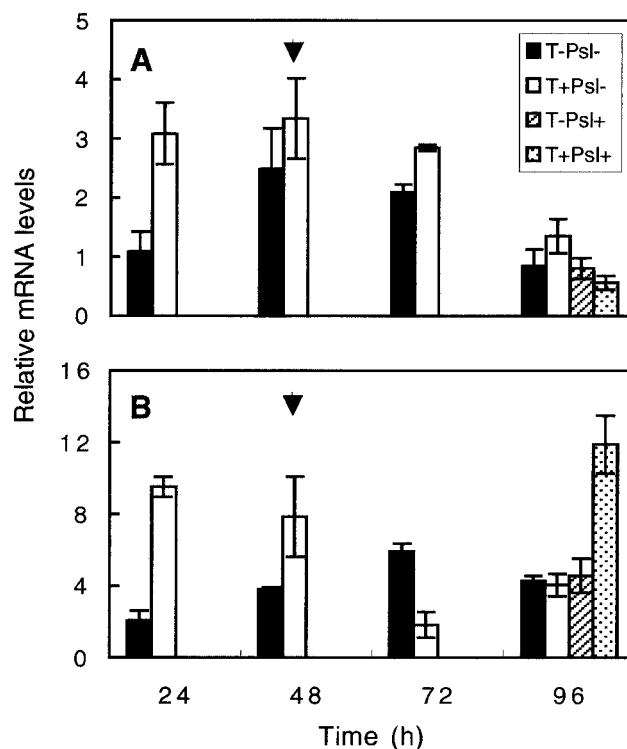 A
5
4
3
2
1
0
T-Psl-
T+Psl-
T-Psl+
T+Psl+
Relative mRNA levels
B
16
12
8
4
0
24 48 72 96
Time (h)